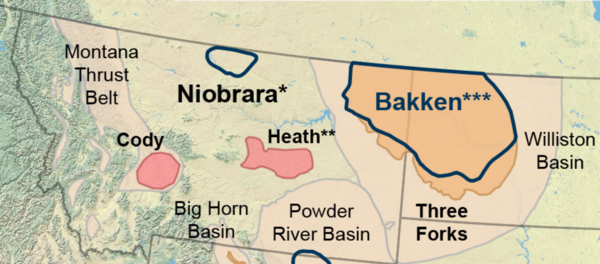 Montana
Thrust
Belt
Niobrara*
Bakken***
Cody
Heath**
Williston
Basin
Big Horn
Basin
Powder
River Basin
Three
Forks